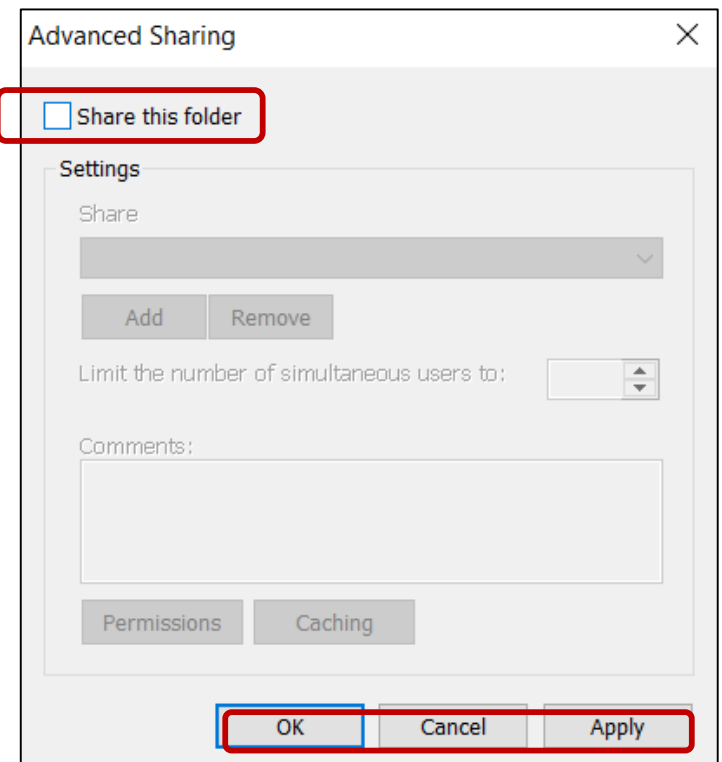 Advanced Sharing
Share this folder
Settings
Share
Add Remove
Limit the number of simultaneous users to:
Comments:
Permissions Caching
OK Cancel Apply